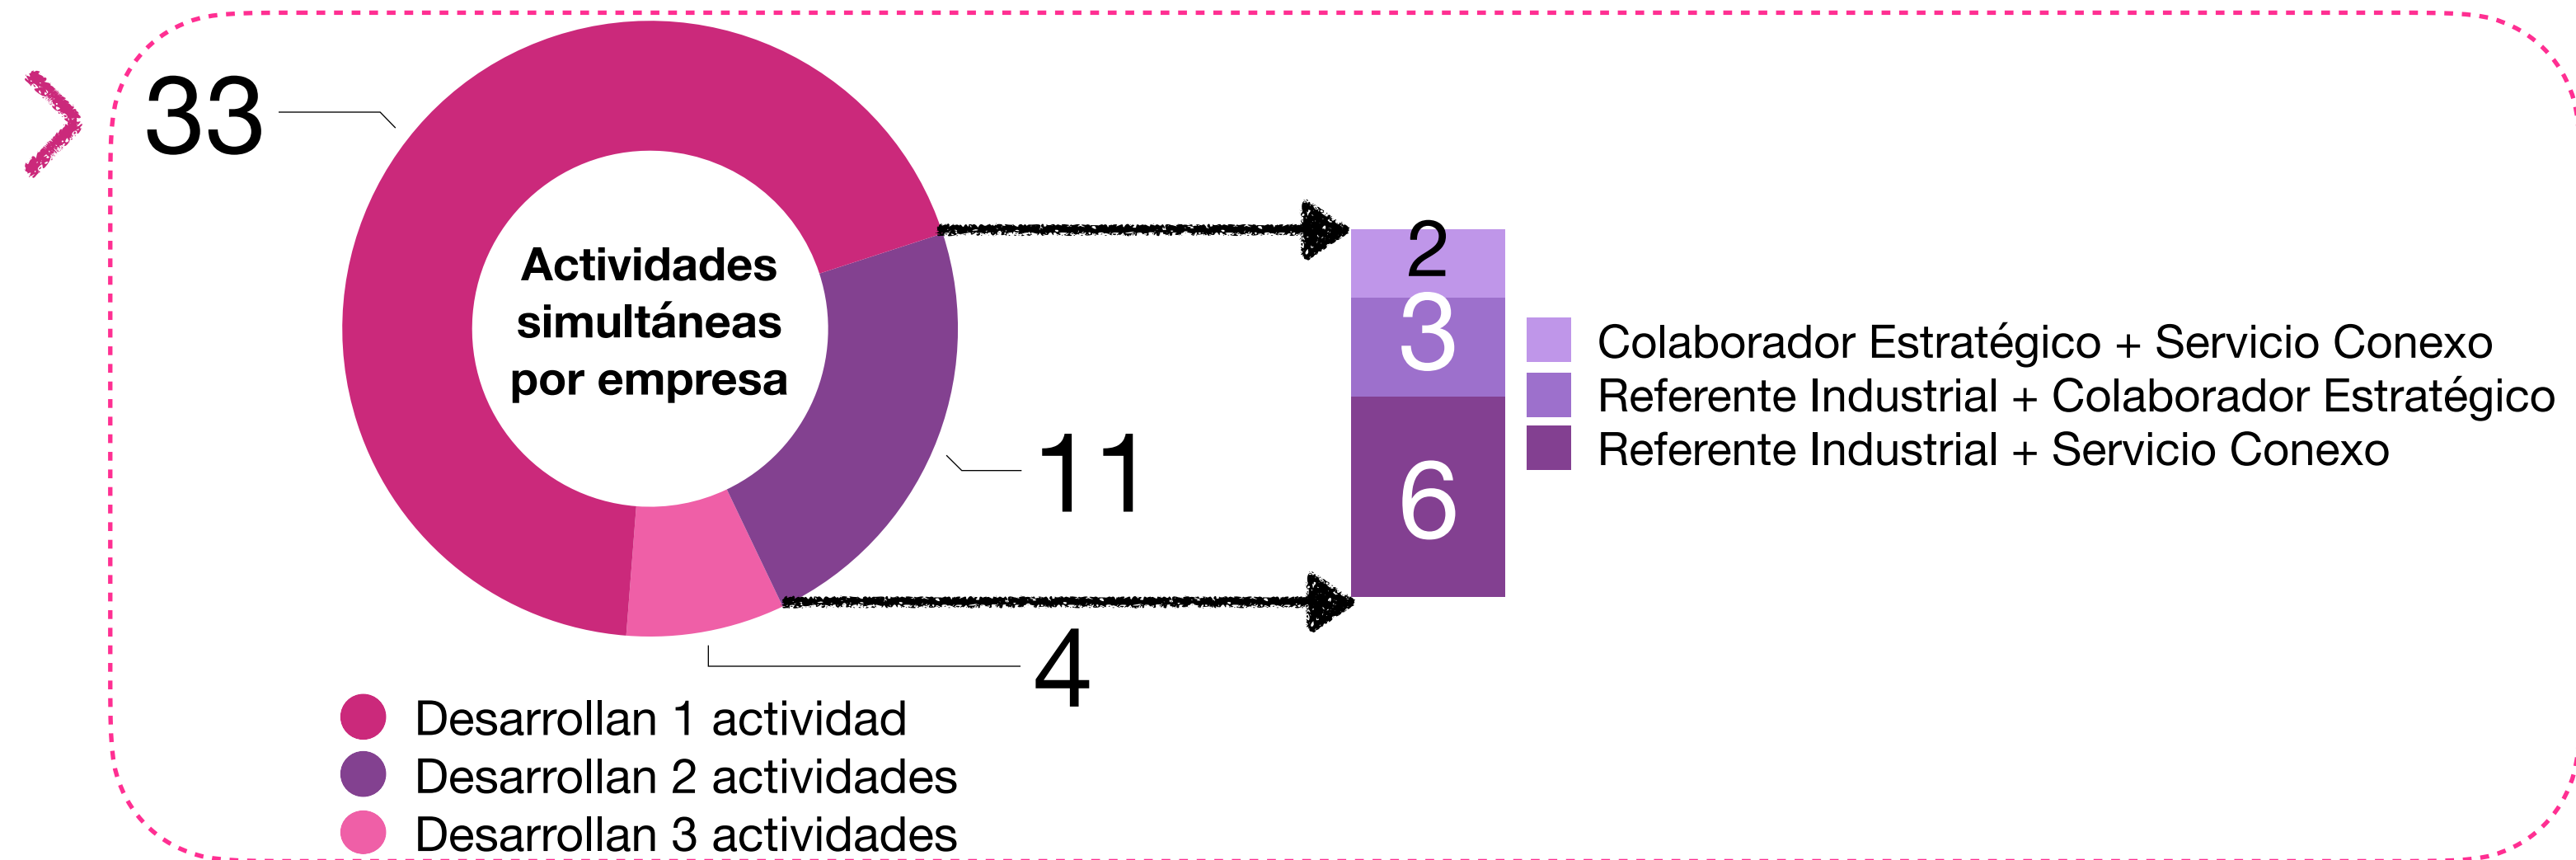 33
Actividades
simultáneas
por empresa
11
4
2
3
6
Colaborador Estratégico + Servicio Conexo
Referente Industrial + Colaborador Estratégico
Referente Industrial + Servicio Conexo
Desarrollan 1 actividad
Desarrollan 2 actividades
Desarrollan 3 actividades